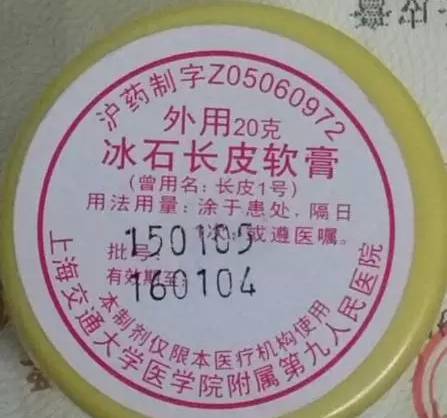 沪药制字Z05060972
外用20克
冰石长皮软膏
(曾用名:长皮1号)
用法用量:涂于患处,隔日
1次,或遵医嘱。
批号:150105
有效期至:160104
本制剂仅限本医疗机构使用
上海交通大学医学院附属第九人民医院